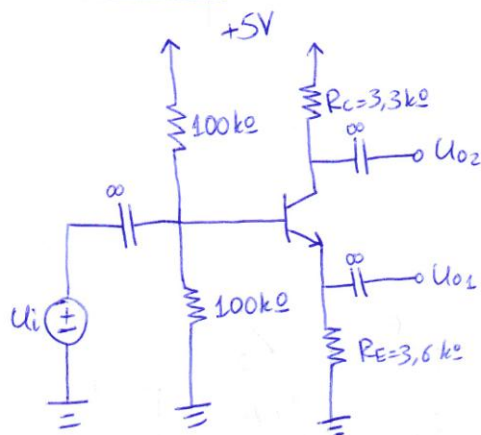 +5V
RC=3,3kΩ
100kΩ
∞
Uo2
∞
∞
Uo1
Ui
±
100kΩ
RE=3,6kΩ